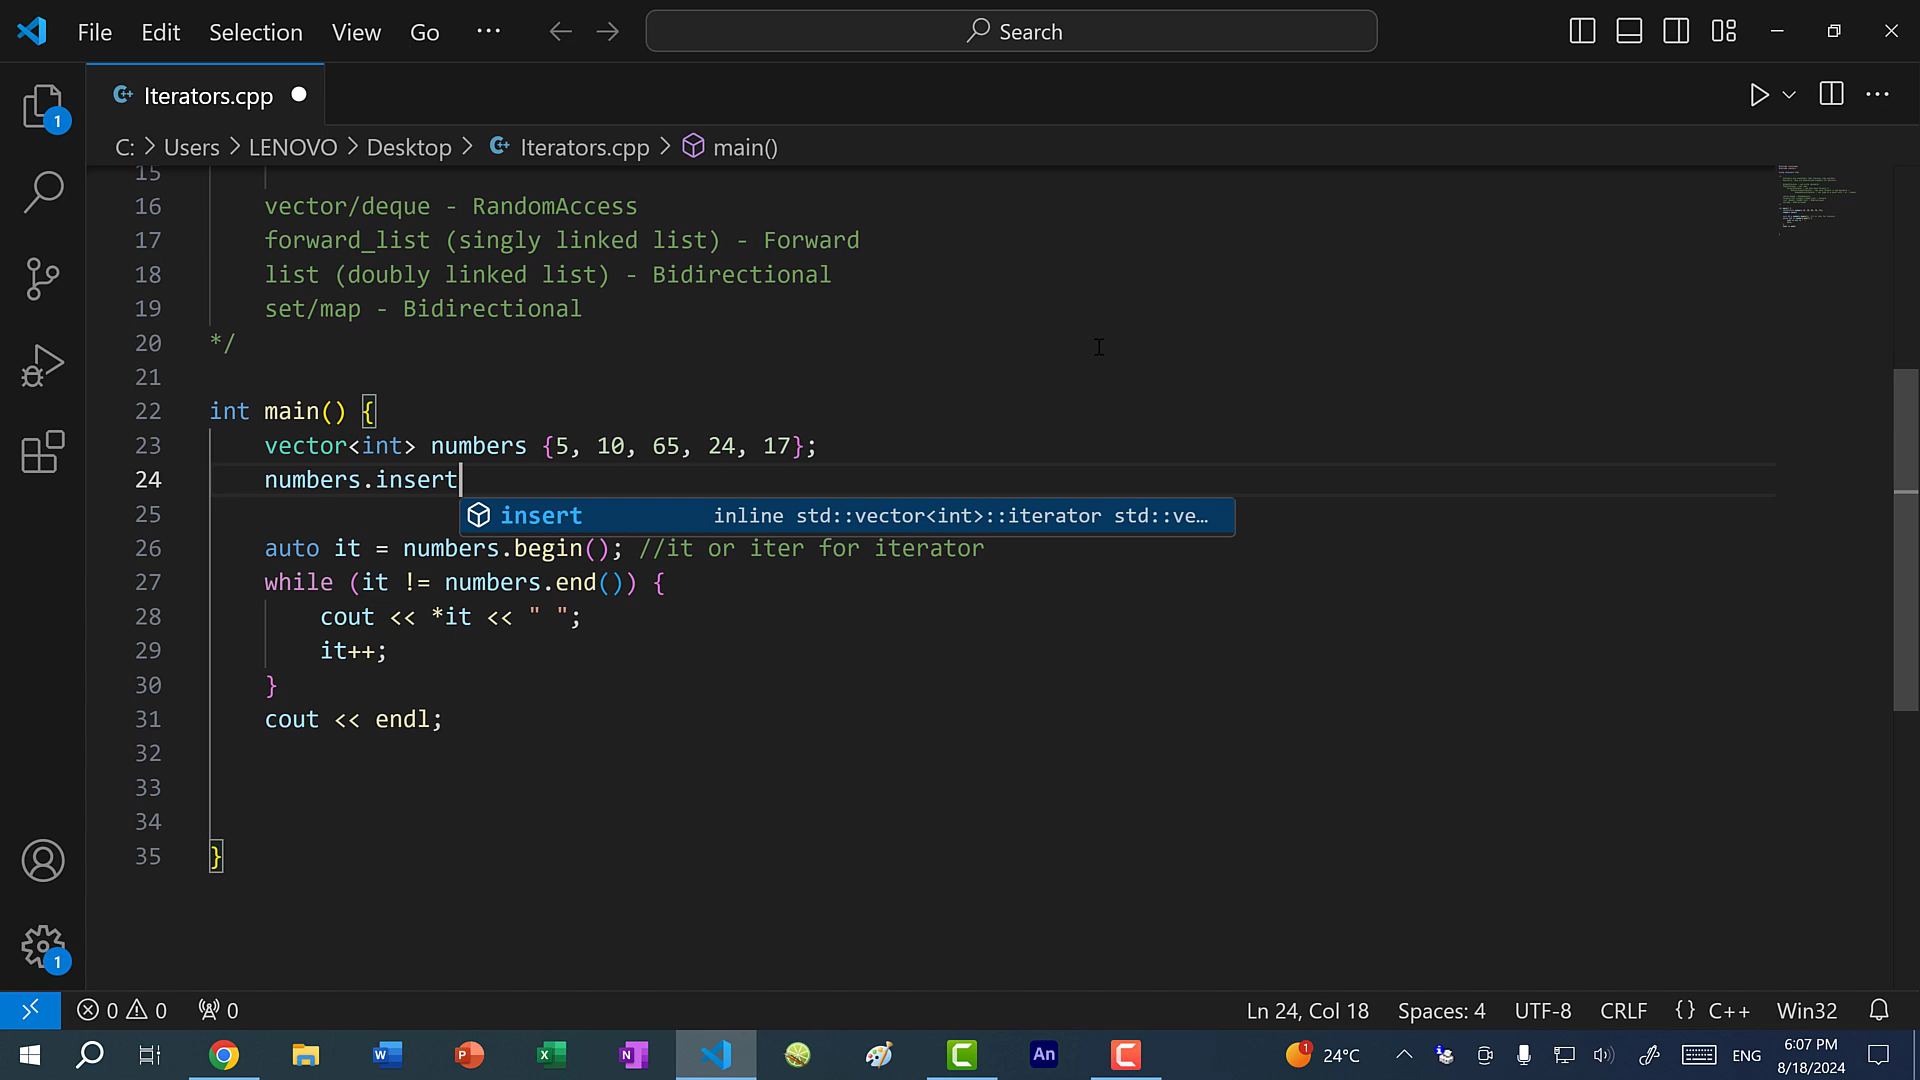 File Edit Selection View Go ··· Search
Iterators.cpp
C: > Users > LENOVO > Desktop > Iterators.cpp > main()
15
16 vector/deque - RandomAccess
17 forward_list (singly linked list) - Forward
18 list (doubly linked list) - Bidirectional
19 set/map - Bidirectional
20 */
21
22 int main() {
23 vector<int> numbers {5, 10, 65, 24, 17};
24 numbers.insert
25 insert inline std::vector<int>::iterator std::ve…
26 auto it = numbers.begin(); //it or iter for iterator
27 while (it != numbers.end()) {
28 cout << *it << " ";
29 it++;
30 }
31 cout << endl;
32
33
34
35 }
1
1
0 0 0 Ln 24, Col 18 Spaces: 4 UTF-8 CRLF {} C++ Win32
W P X N An C 1 24°C ENG 6:07 PM
8/18/2024